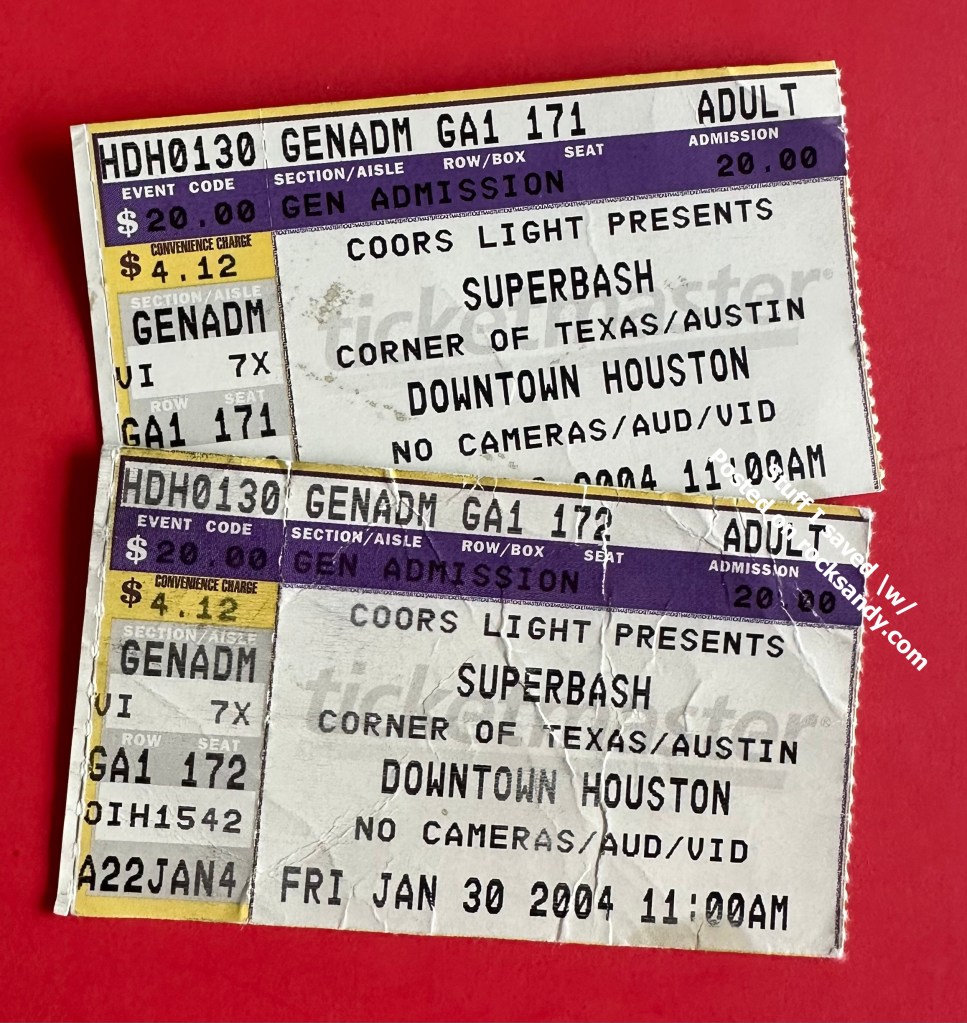 HDH0130 GENADM GA1 171 ADULT
EVENT CODE SECTION/AISLE ROW/BOX SEAT ADMISSION
$ 20.00 GEN ADMISSION 20.00
CONVENIENCE CHARGE
$ 4.12
COORS LIGHT PRESENTS
SECTION/AISLE
GENADM
SUPERBASH
ticketmaster®
VI 7X
CORNER OF TEXAS/AUSTIN
ROW SEAT
GA1 171
DOWNTOWN HOUSTON
NO CAMERAS/AUD/VID
2004 11:00AM
HDH0130 GENADM GA1 172 ADULT
EVENT CODE SECTION/AISLE ROW/BOX SEAT ADMISSION
$ 20.00 GEN ADMISSION 20.00
CONVENIENCE CHARGE
$ 4.12
COORS LIGHT PRESENTS
SECTION/AISLE
GENADM
SUPERBASH
ticketmaster®
VI 7X
CORNER OF TEXAS/AUSTIN
ROW SEAT
GA1 172
DOWNTOWN HOUSTON
OIH1542
NO CAMERAS/AUD/VID
A22JAN4
FRI JAN 30 2004 11:00AM
Stuff I saved \w/
Posted on rocksandy.com